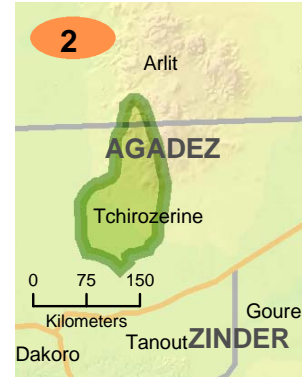 2
Arlit
AGADEZ
Tchirozerine
0 75 150
Kilometers
Goure
Tanout ZINDER
Dakoro